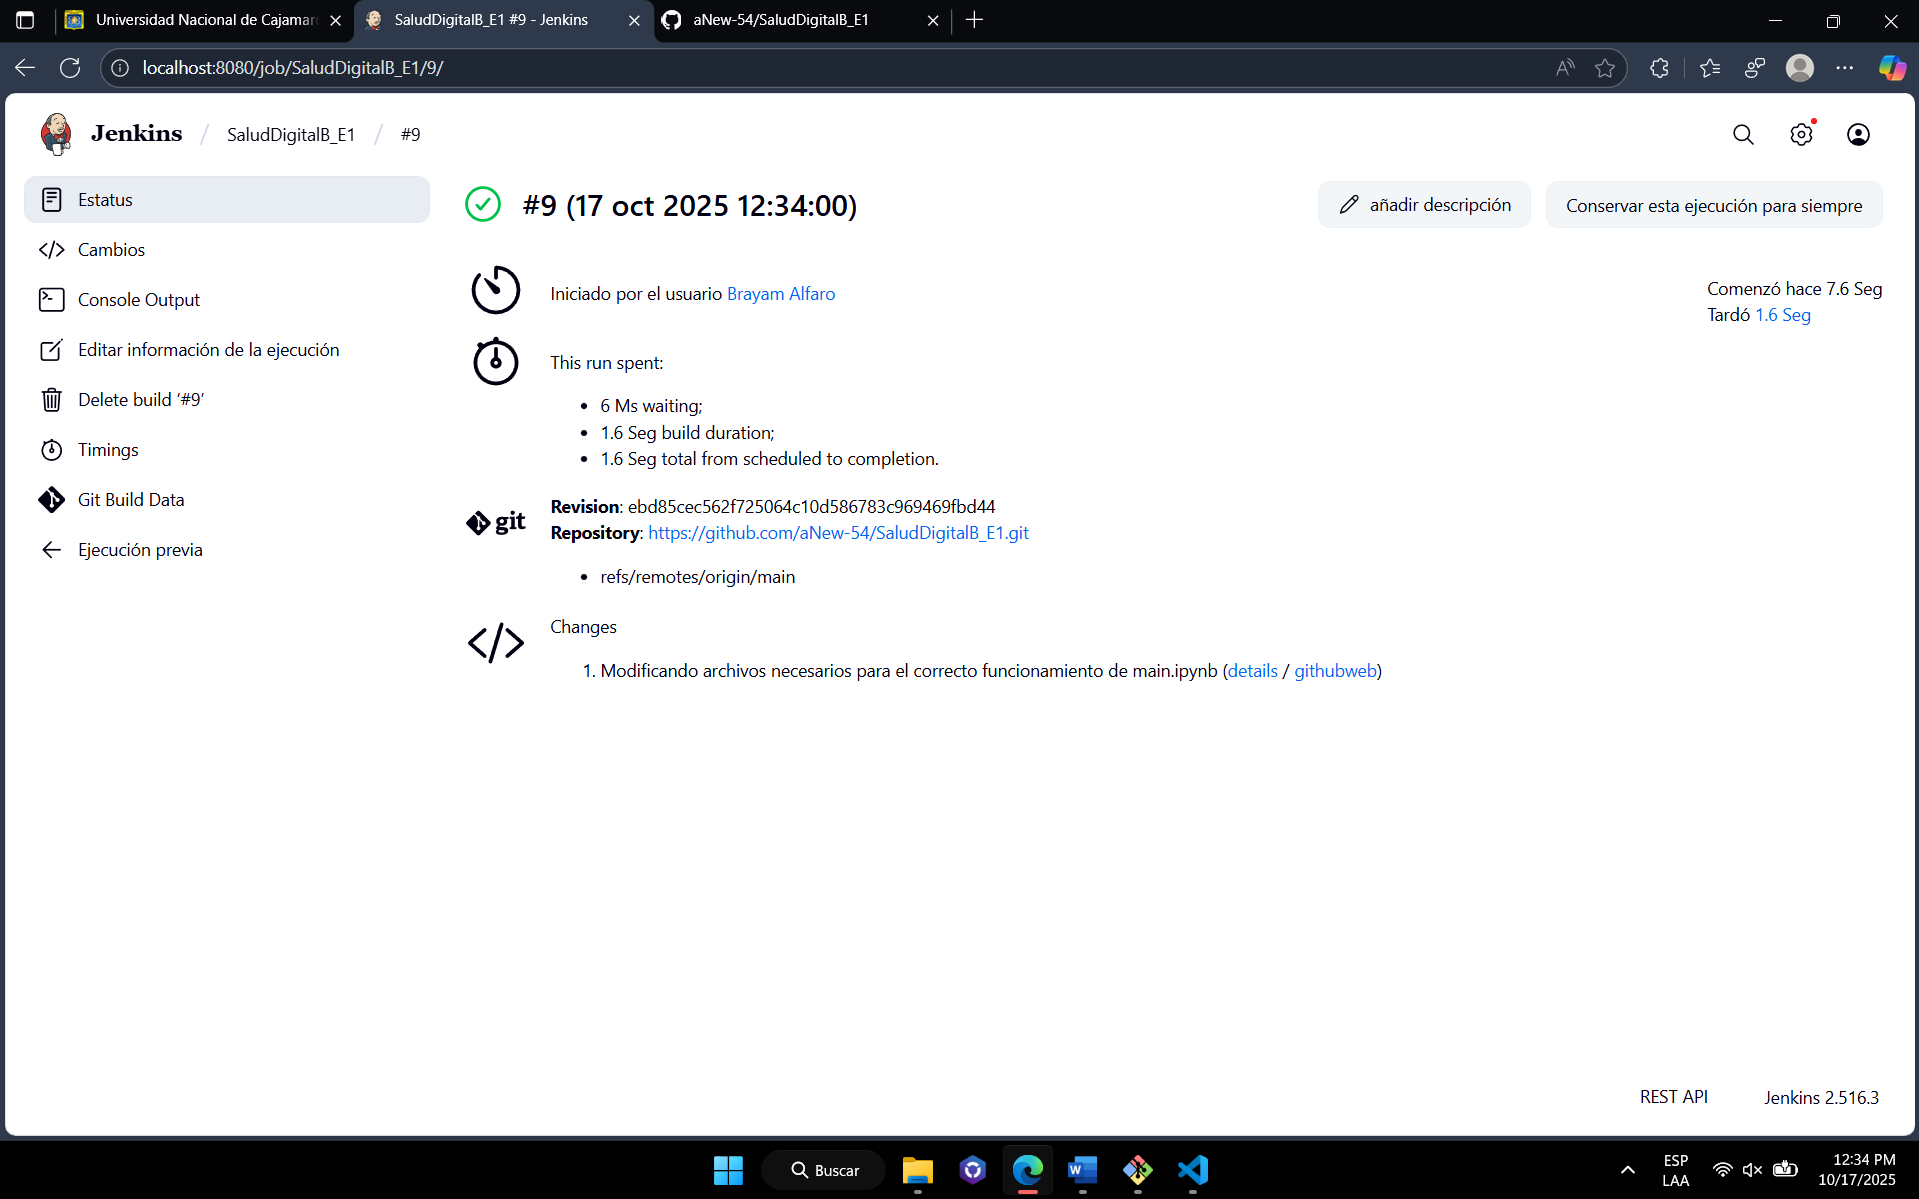 Universidad Nacional de Cajamar
SaludDigitalB_E1 #9 - Jenkins
aNew-54/SaludDigitalB_E1
localhost:8080/job/SaludDigitalB_E1/9/
Jenkins / SaludDigitalB_E1 / #9
Estatus
Cambios
Console Output
Editar información de la ejecución
Delete build ‘#9’
Timings
Git Build Data
Ejecución previa
#9 (17 oct 2025 12:34:00)
añadir descripción
Conservar esta ejecución para siempre
Iniciado por el usuario Brayam Alfaro
Comenzó hace 7.6 Seg
Tardó 1.6 Seg
This run spent:
• 6 Ms waiting;
• 1.6 Seg build duration;
• 1.6 Seg total from scheduled to completion.
git
Revision: ebd85cec562f725064c10d586783c969469fbd44
Repository: https://github.com/aNew-54/SaludDigitalB_E1.git
• refs/remotes/origin/main
Changes
1. Modificando archivos necesarios para el correcto funcionamiento de main.ipynb (details / githubweb)
REST API
Jenkins 2.516.3
Buscar
ESP
LAA
12:34 PM
10/17/2025